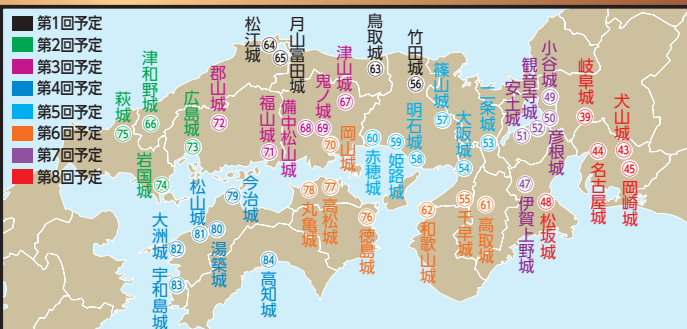 第1回予定
第2回予定
第3回予定
第4回予定
第5回予定
第6回予定
第7回予定
第8回予定
松江城
64
月山富田城
65
鳥取城
63
竹田城
56
津和野城
66
萩城
75
岩国城
74
広島城
73
郡山城
72
福山城
71
備中松山城
68
鬼ノ城
69
津山城
67
岡山城
70
赤穂城
60
姫路城
59
明石城
58
篠山城
57
大阪城
54
二条城
53
安土城
51
観音寺城
52
小谷城
49
彦根城
50
岐阜城
39
犬山城
43
名古屋城
44
岡崎城
45
伊賀上野城
47
松坂城
48
高取城
61
千早城
55
和歌山城
62
徳島城
76
高松城
77
丸亀城
78
今治城
79
松山城
81
湯築城
80
大洲城
82
宇和島城
83
高知城
84